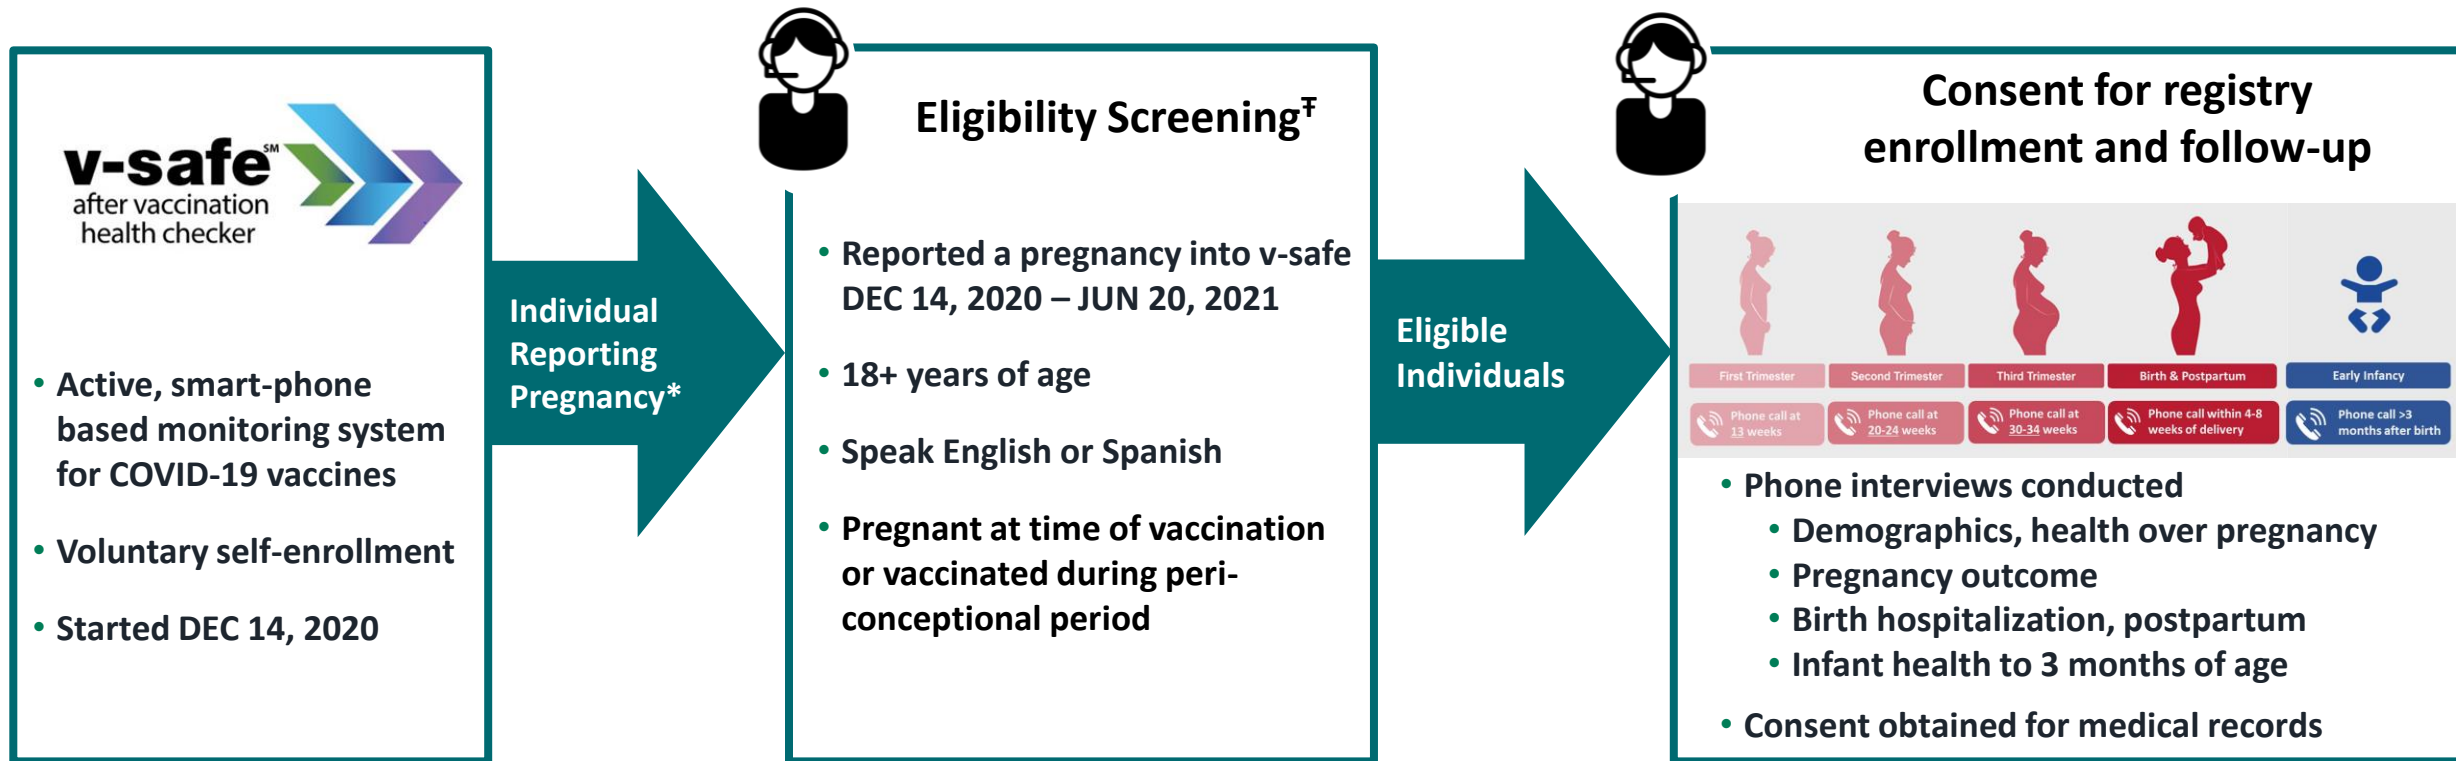 v-safe℠
after vaccination
health checker
• Active, smart-phone
based monitoring system
for COVID-19 vaccines
• Voluntary self-enrollment
• Started DEC 14, 2020
Individual
Reporting
Pregnancy*
Eligibility Screening⍑
• Reported a pregnancy into v-safe
DEC 14, 2020 – JUN 20, 2021
• 18+ years of age
• Speak English or Spanish
• Pregnant at time of vaccination
or vaccinated during peri-
conceptional period
Eligible
Individuals
Consent for registry
enrollment and follow-up
First Trimester
Second Trimester
Third Trimester
Birth & Postpartum
Early Infancy
Phone call at
13 weeks
Phone call at
20-24 weeks
Phone call at
30-34 weeks
Phone call within 4-8
weeks of delivery
Phone call >3
months after birth
• Phone interviews conducted
• Demographics, health over pregnancy
• Pregnancy outcome
• Birth hospitalization, postpartum
• Infant health to 3 months of age
• Consent obtained for medical records